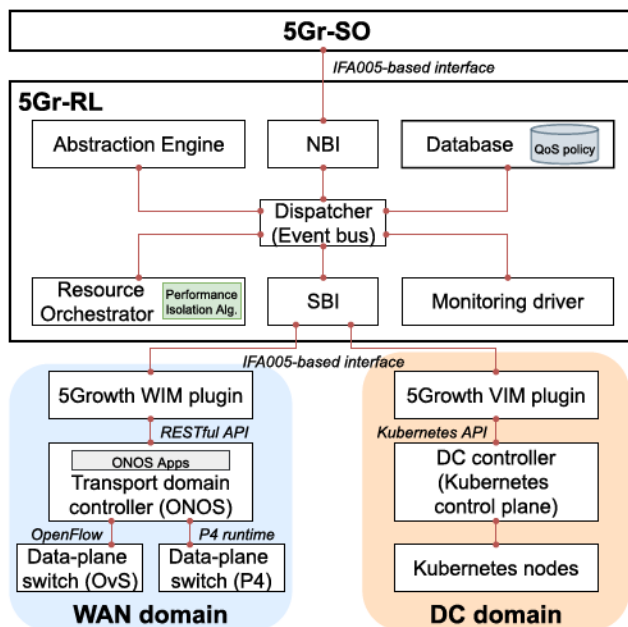 5Gr-SO
IFA005-based interface
5Gr-RL
Abstraction Engine
NBI
Database
QoS policy
Dispatcher
(Event bus)
Resource
Orchestrator
Performance
Isolation Alg.
SBI
Monitoring driver
IFA005-based interface
5Growth WIM plugin
5Growth VIM plugin
RESTful API
Kubernetes API
ONOS Apps
Transport domain
controller (ONOS)
DC controller
(Kubernetes
control plane)
OpenFlow
P4 runtime
Data-plane
switch (OvS)
Data-plane
switch (P4)
Kubernetes nodes
WAN domain
DC domain